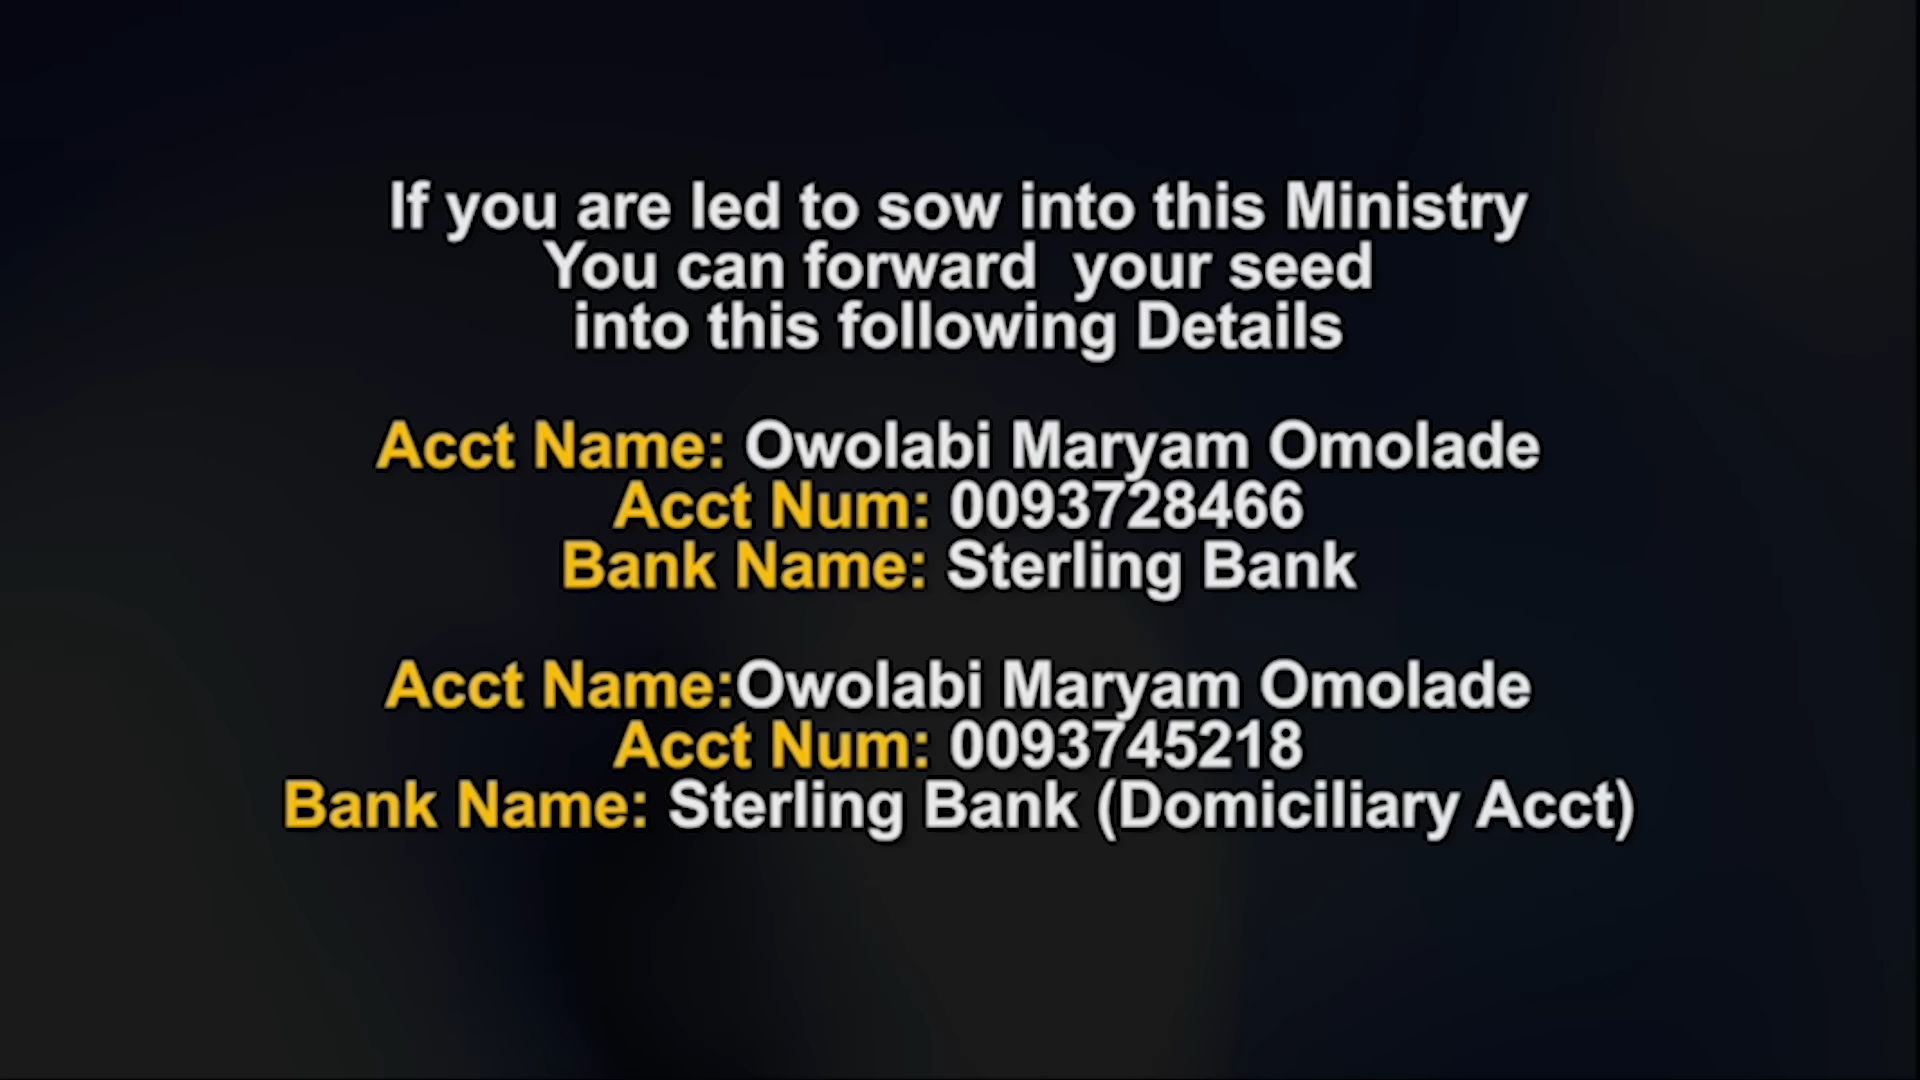 If you are led to sow into this Ministry
You can forward  your seed
into this following Details
Acct Name: Owolabi Maryam Omolade
Acct Num: 0093728466
Bank Name: Sterling Bank
Acct Name:Owolabi Maryam Omolade
Acct Num: 0093745218
Bank Name: Sterling Bank (Domiciliary Acct)